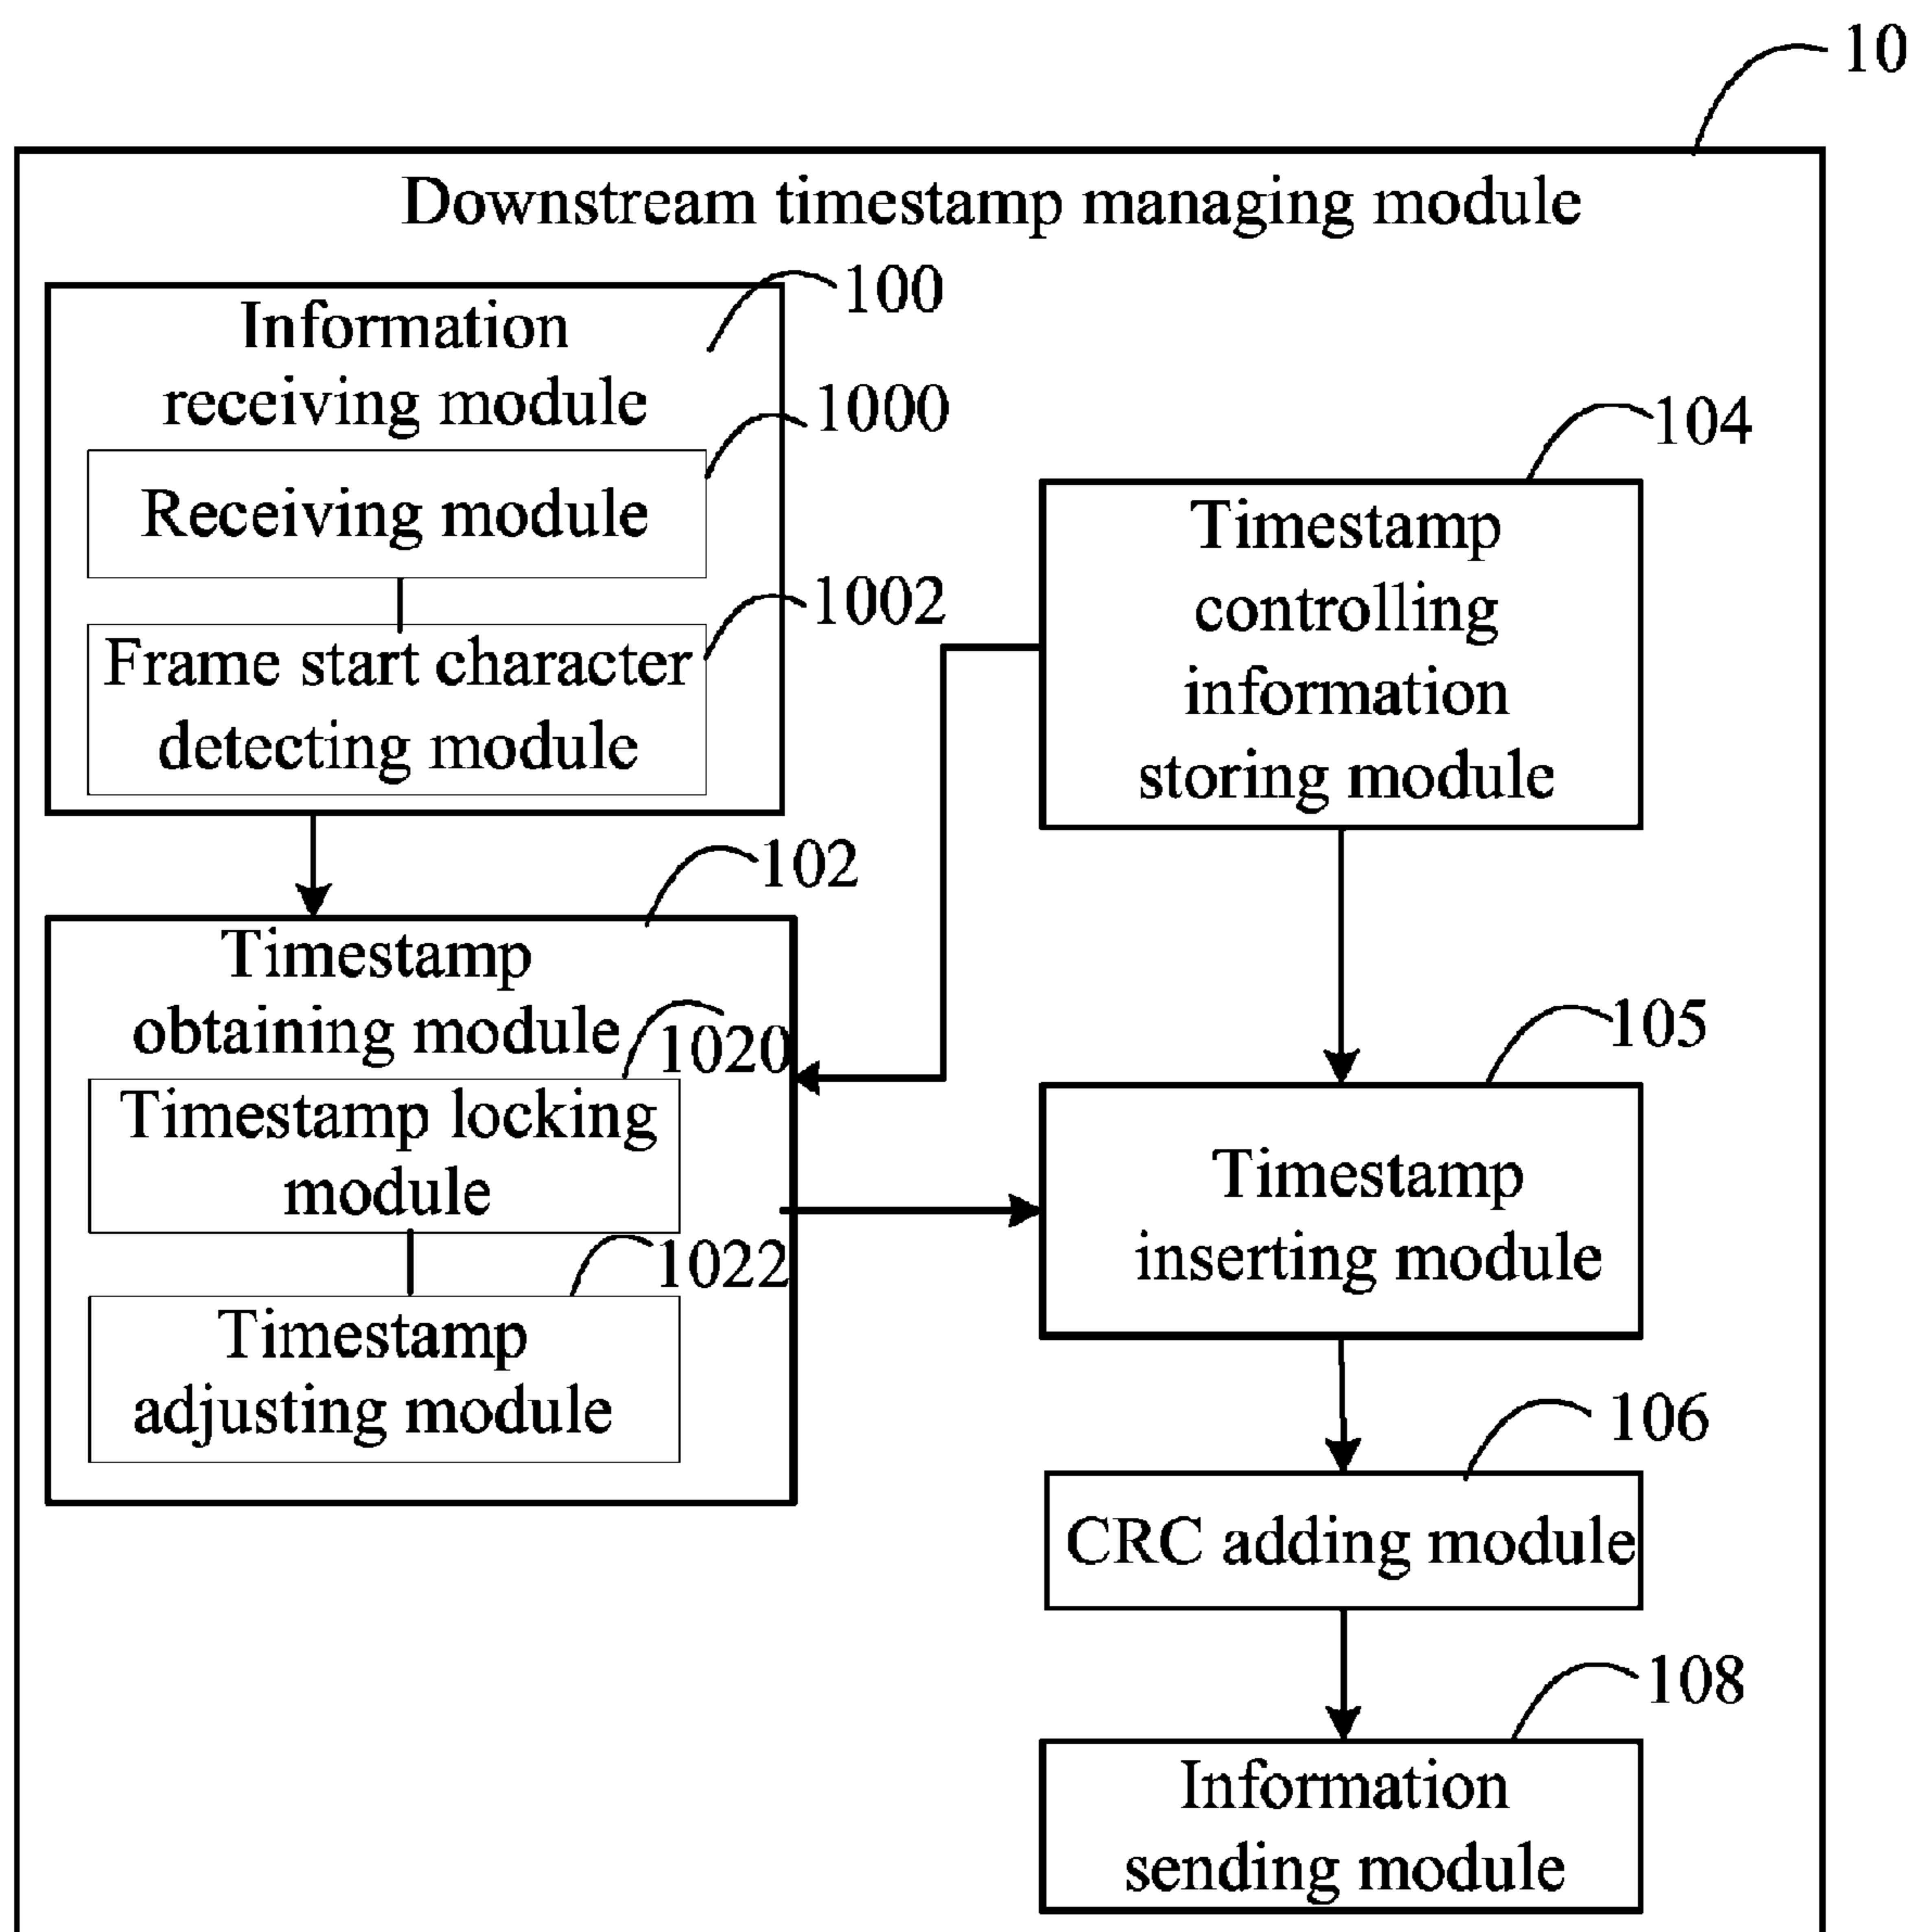 10
Downstream timestamp managing module
100
Information
receiving module
1000
Receiving module
1002
Frame start character
detecting module
104
Timestamp
controlling
information
storing module
102
Timestamp
obtaining module
1020
Timestamp locking
module
1022
Timestamp
adjusting module
105
Timestamp
inserting module
106
CRC adding module
108
Information
sending module